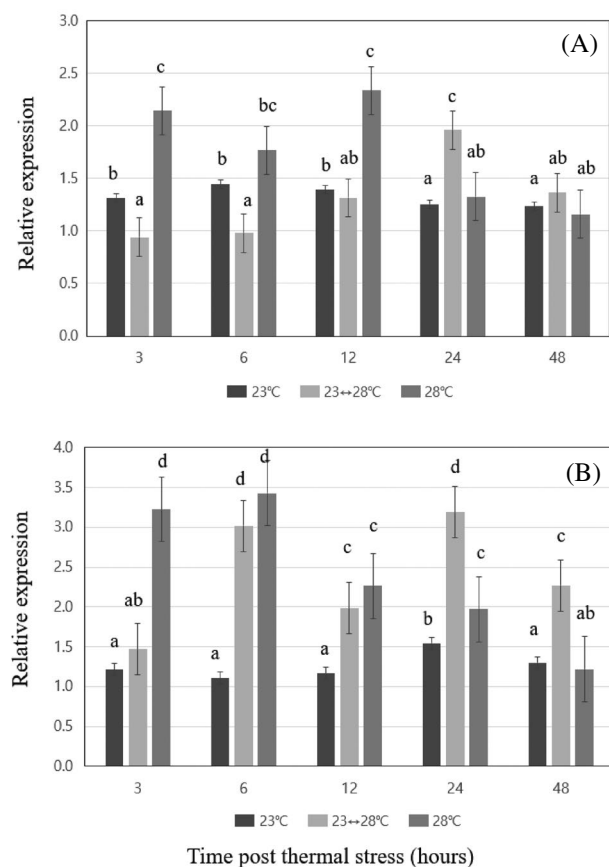 (A)
Relative expression
3.0
2.5
2.0
1.5
1.0
0.5
0.0
b a c
b a bc
b ab c
a c ab
a ab ab
3 6 12 24 48
23℃ 23↔28℃ 28℃
(B)
Relative expression
4.0
3.5
3.0
2.5
2.0
1.5
1.0
0.5
0.0
a ab d
a d d
a c c
b d c
a c ab
3 6 12 24 48
23℃ 23↔28℃ 28℃
Time post thermal stress (hours)